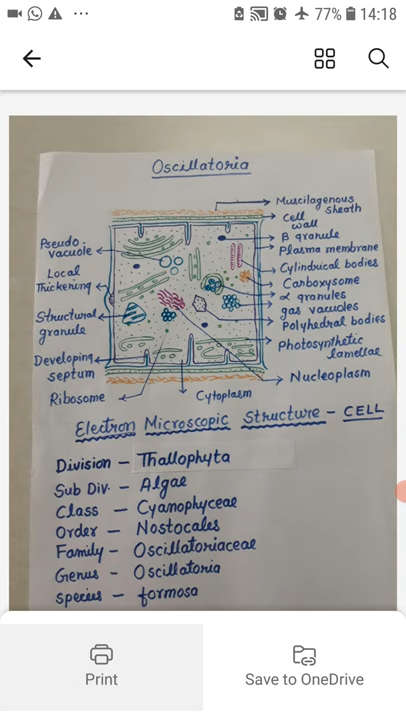 77% 14:18
Oscillatoria
Muscilagenous
sheath
Cell
wall
β granule
Plasma membrane
Cylindrical bodies
Carboxysome
α granules
gas vacuoles
Polyhedral bodies
Photosynthetic
lamellae
Nucleoplasm
Pseudo-
vacuole
Local
Thickening
Structural
granule
Developing
septum
Ribosome
Cytoplasm
Electron Microscopic Structure - CELL
Division - Thallophyta
Sub Div. - Algae
Class - Cyanophyceae
Order - Nostocales
Family - Oscillatoriaceae
Genus - Oscillatoria
species - formosa
Print
Save to OneDrive